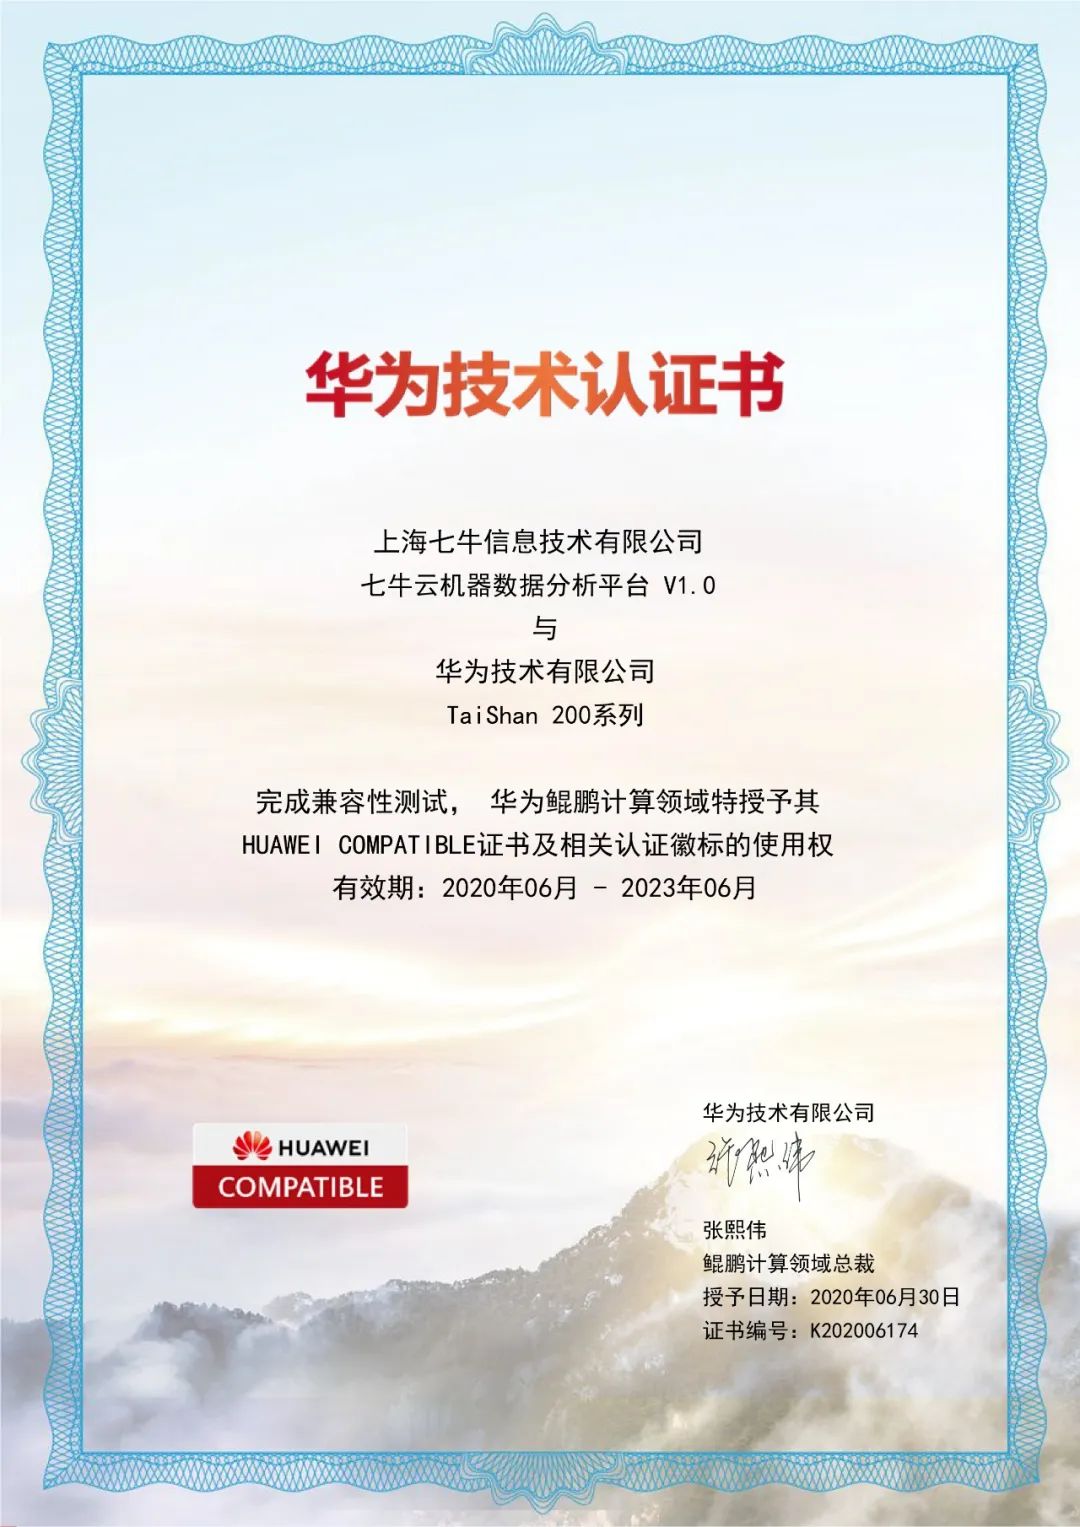 华为技术认证书
上海七牛信息技术有限公司
七牛云机器数据分析平台 V1.0
与
华为技术有限公司
TaiShan 200系列
完成兼容性测试， 华为鲲鹏计算领域特授予其
HUAWEI COMPATIBLE证书及相关认证徽标的使用权
有效期：2020年06月 - 2023年06月
HUAWEI
COMPATIBLE
华为技术有限公司
张熙伟
张熙伟
鲲鹏计算领域总裁
授予日期：2020年06月30日
证书编号：K202006174